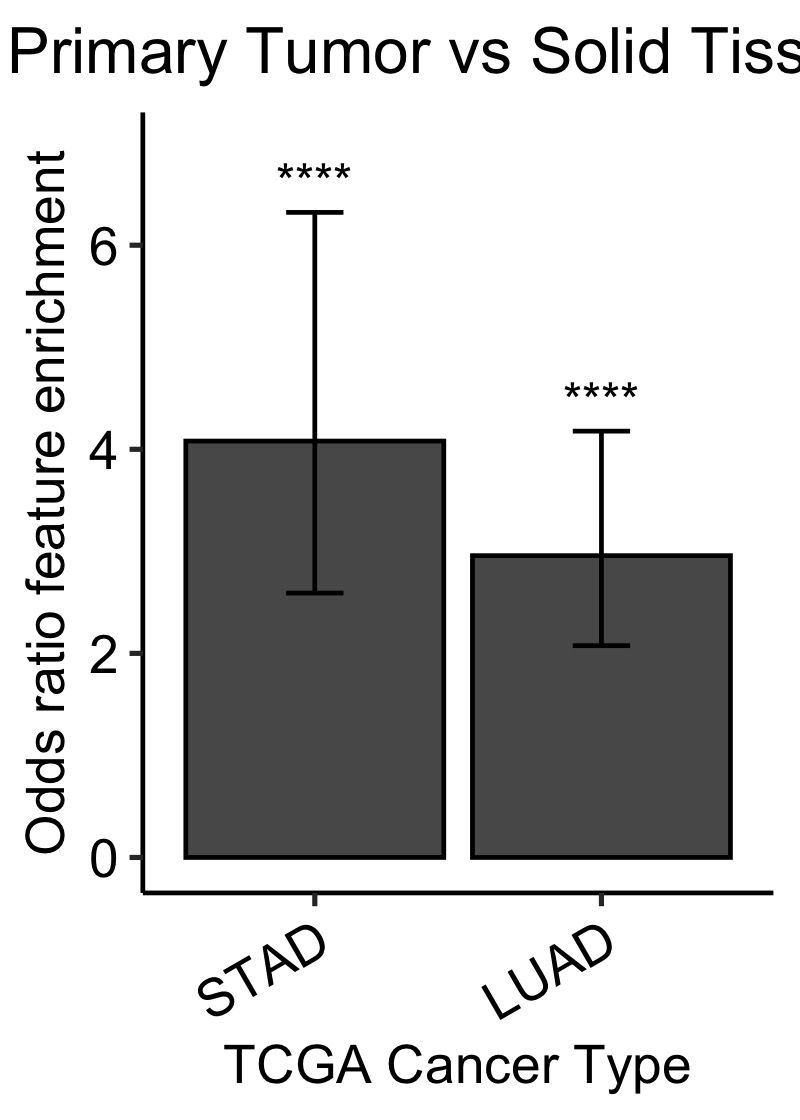 Primary Tumor vs Solid Tiss
Odds ratio feature enrichment
6
4
2
0
****
****
STAD
LUAD
TCGA Cancer Type